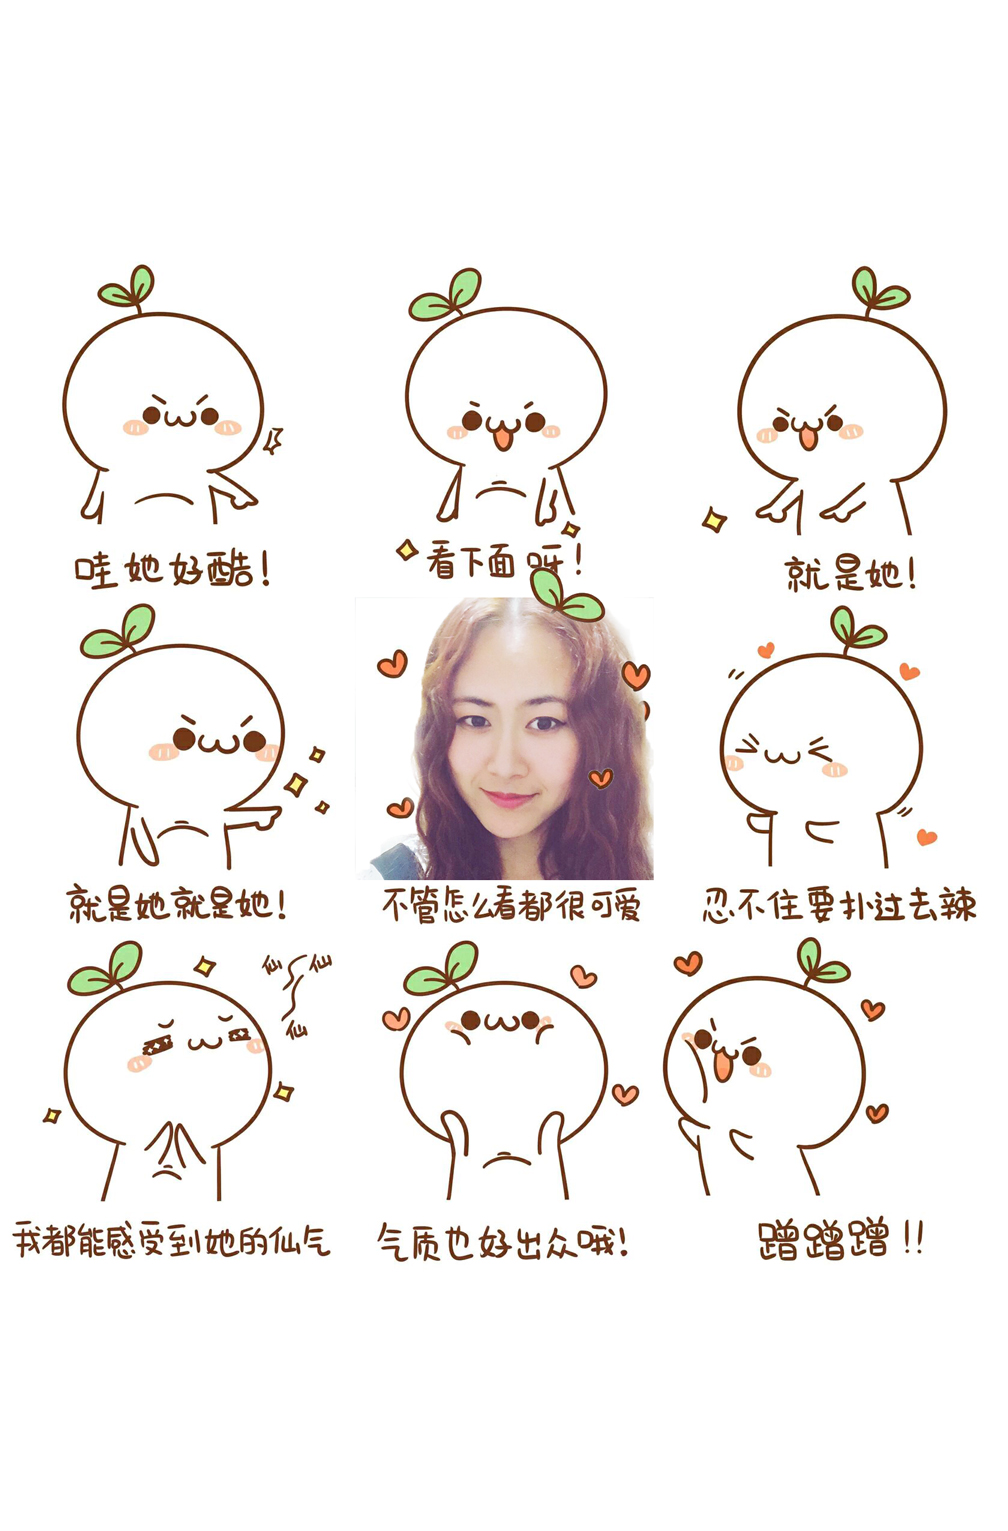 哇她好酷！
看下面呀！
就是她！
就是她就是她！
不管怎么看都很可爱
忍不住要扑过去辣
仙 仙
仙
我都能感受到她的仙气
气质也好出众哦！
蹭蹭蹭！！